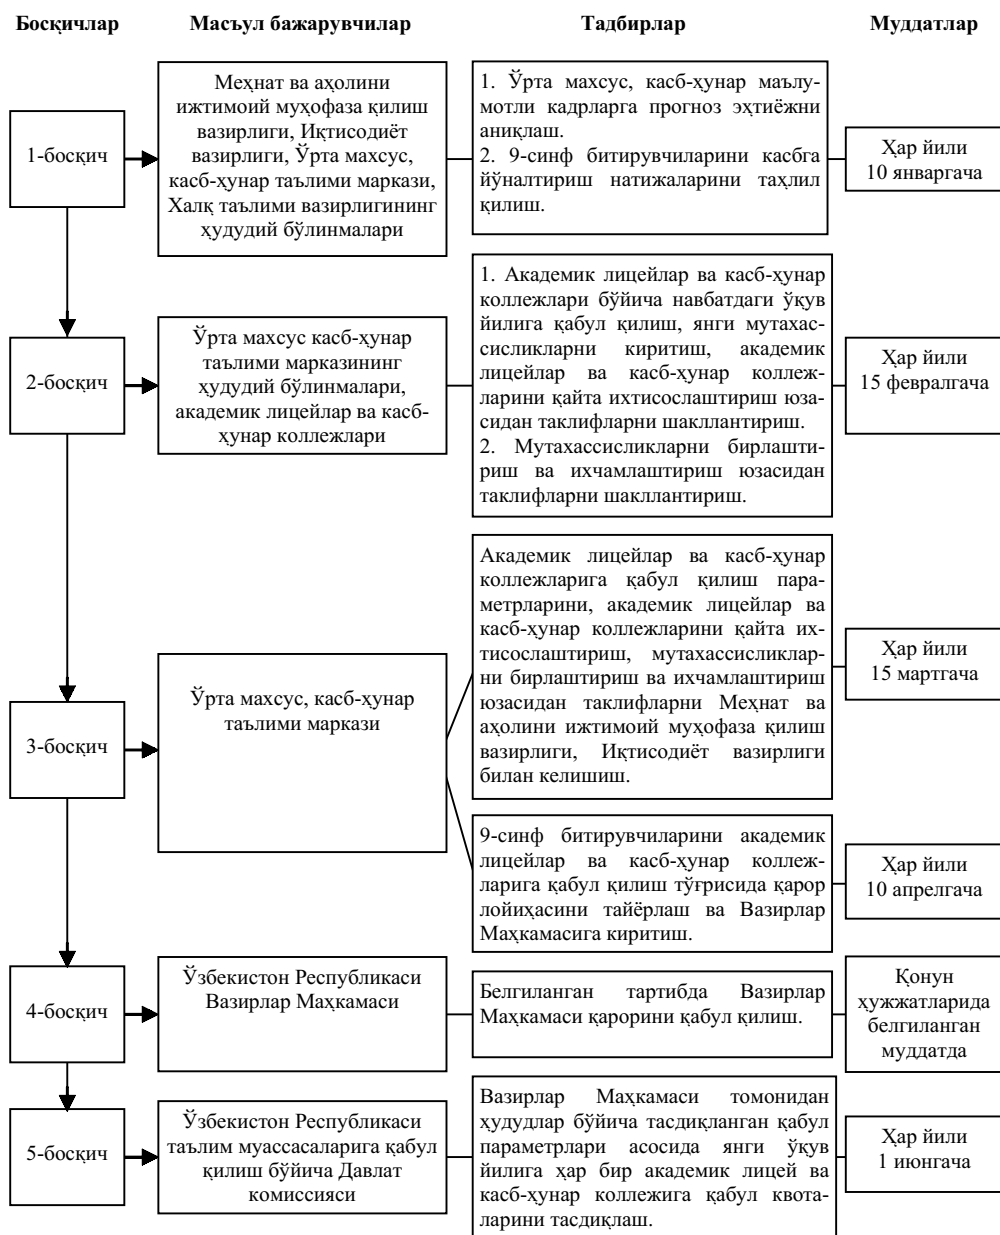 Босқичлар
Масъул бажарувчилар
Тадбирлар
Муддатлар
1-босқич
Меҳнат ва аҳолини
ижтимоий муҳофаза қилиш
вазирлиги, Иқтисодиёт
вазирлиги, Ўрта махсус,
касб-ҳунар таълими маркази,
Халқ таълими вазирлигининг
ҳудудий бўлинмалари
1. Ўрта махсус, касб-ҳунар маълу-
мотли кадрларга прогноз эҳтиёжни
аниқлаш.
2. 9-синф битирувчиларини касбга
йўналтириш натижаларини таҳлил
қилиш.
Ҳар йили
10 январгача
2-босқич
Ўрта махсус касб-ҳунар
таълими марказининг
ҳудудий бўлинмалари,
академик лицейлар ва касб-
ҳунар коллежлари
1. Академик лицейлар ва касб-ҳунар
коллежлари бўйича навбатдаги ўқув
йилига қабул қилиш, янги мутахас-
сисликларни киритиш, академик
лицейлар ва касб-ҳунар коллеж-
ларини қайта ихтисослаштириш юза-
сидан таклифларни шакллантириш.
2. Мутахассисликларни бирлашти-
риш ва ихчамлаштириш юзасидан
таклифларни шакллантириш.
Ҳар йили
15 февралгача
3-босқич
Ўрта махсус, касб-ҳунар
таълими маркази
Академик лицейлар ва касб-ҳунар
коллежларига қабул қилиш пара-
метрларини, академик лицейлар ва
касб-ҳунар коллежларини қайта их-
тисослаштириш, мутахассисликлар-
ни бирлаштириш ва ихчамлаштириш
юзасидан таклифларни Меҳнат ва
аҳолини ижтимоий муҳофаза қилиш
вазирлиги, Иқтисодиёт вазирлиги
билан келишиш.
Ҳар йили
15 мартгача
9-синф битирувчиларини академик
лицейлар ва касб-ҳунар коллеж-
ларига қабул қилиш тўғрисида қарор
лойиҳасини тайёрлаш ва Вазирлар
Маҳкамасига киритиш.
Ҳар йили
10 апрелгача
4-босқич
Ўзбекистон Республикаси
Вазирлар Маҳкамаси
Белгиланган тартибда Вазирлар
Маҳкамаси қарорини қабул қилиш.
Қонун
ҳужжатларида
белгиланган
муддатда
5-босқич
Ўзбекистон Республикаси
таълим муассасаларига қабул
қилиш бўйича Давлат
комиссияси
Вазирлар Маҳкамаси томонидан
ҳудудлар бўйича тасдиқланган қабул
параметрлари асосида янги ўқув
йилига ҳар бир академик лицей ва
касб-ҳунар коллежига қабул квота-
ларини тасдиқлаш.
Ҳар йили
1 июнгача